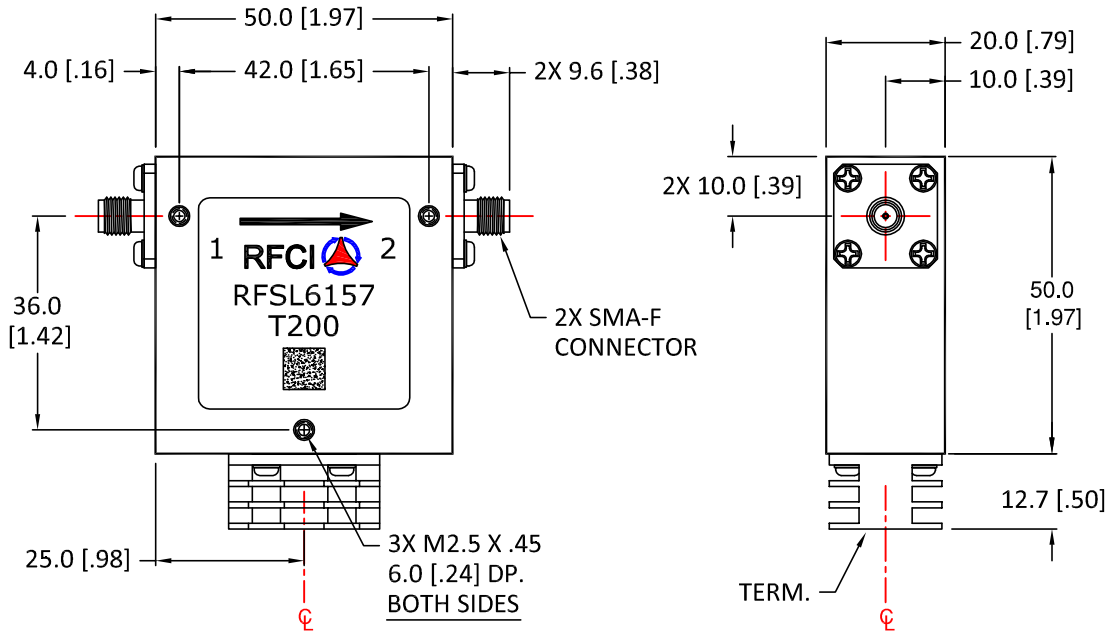 50.0 [1.97]
4.0 [.16]
42.0 [1.65]
2X 9.6 [.38]
1
2
RFCI
RFSL6157
T200
36.0
[1.42]
2X SMA-F
CONNECTOR
25.0 [.98]
3X M2.5 X .45
6.0 [.24] DP.
BOTH SIDES
℄
20.0 [.79]
10.0 [.39]
2X 10.0 [.39]
50.0
[1.97]
12.7 [.50]
TERM.
℄